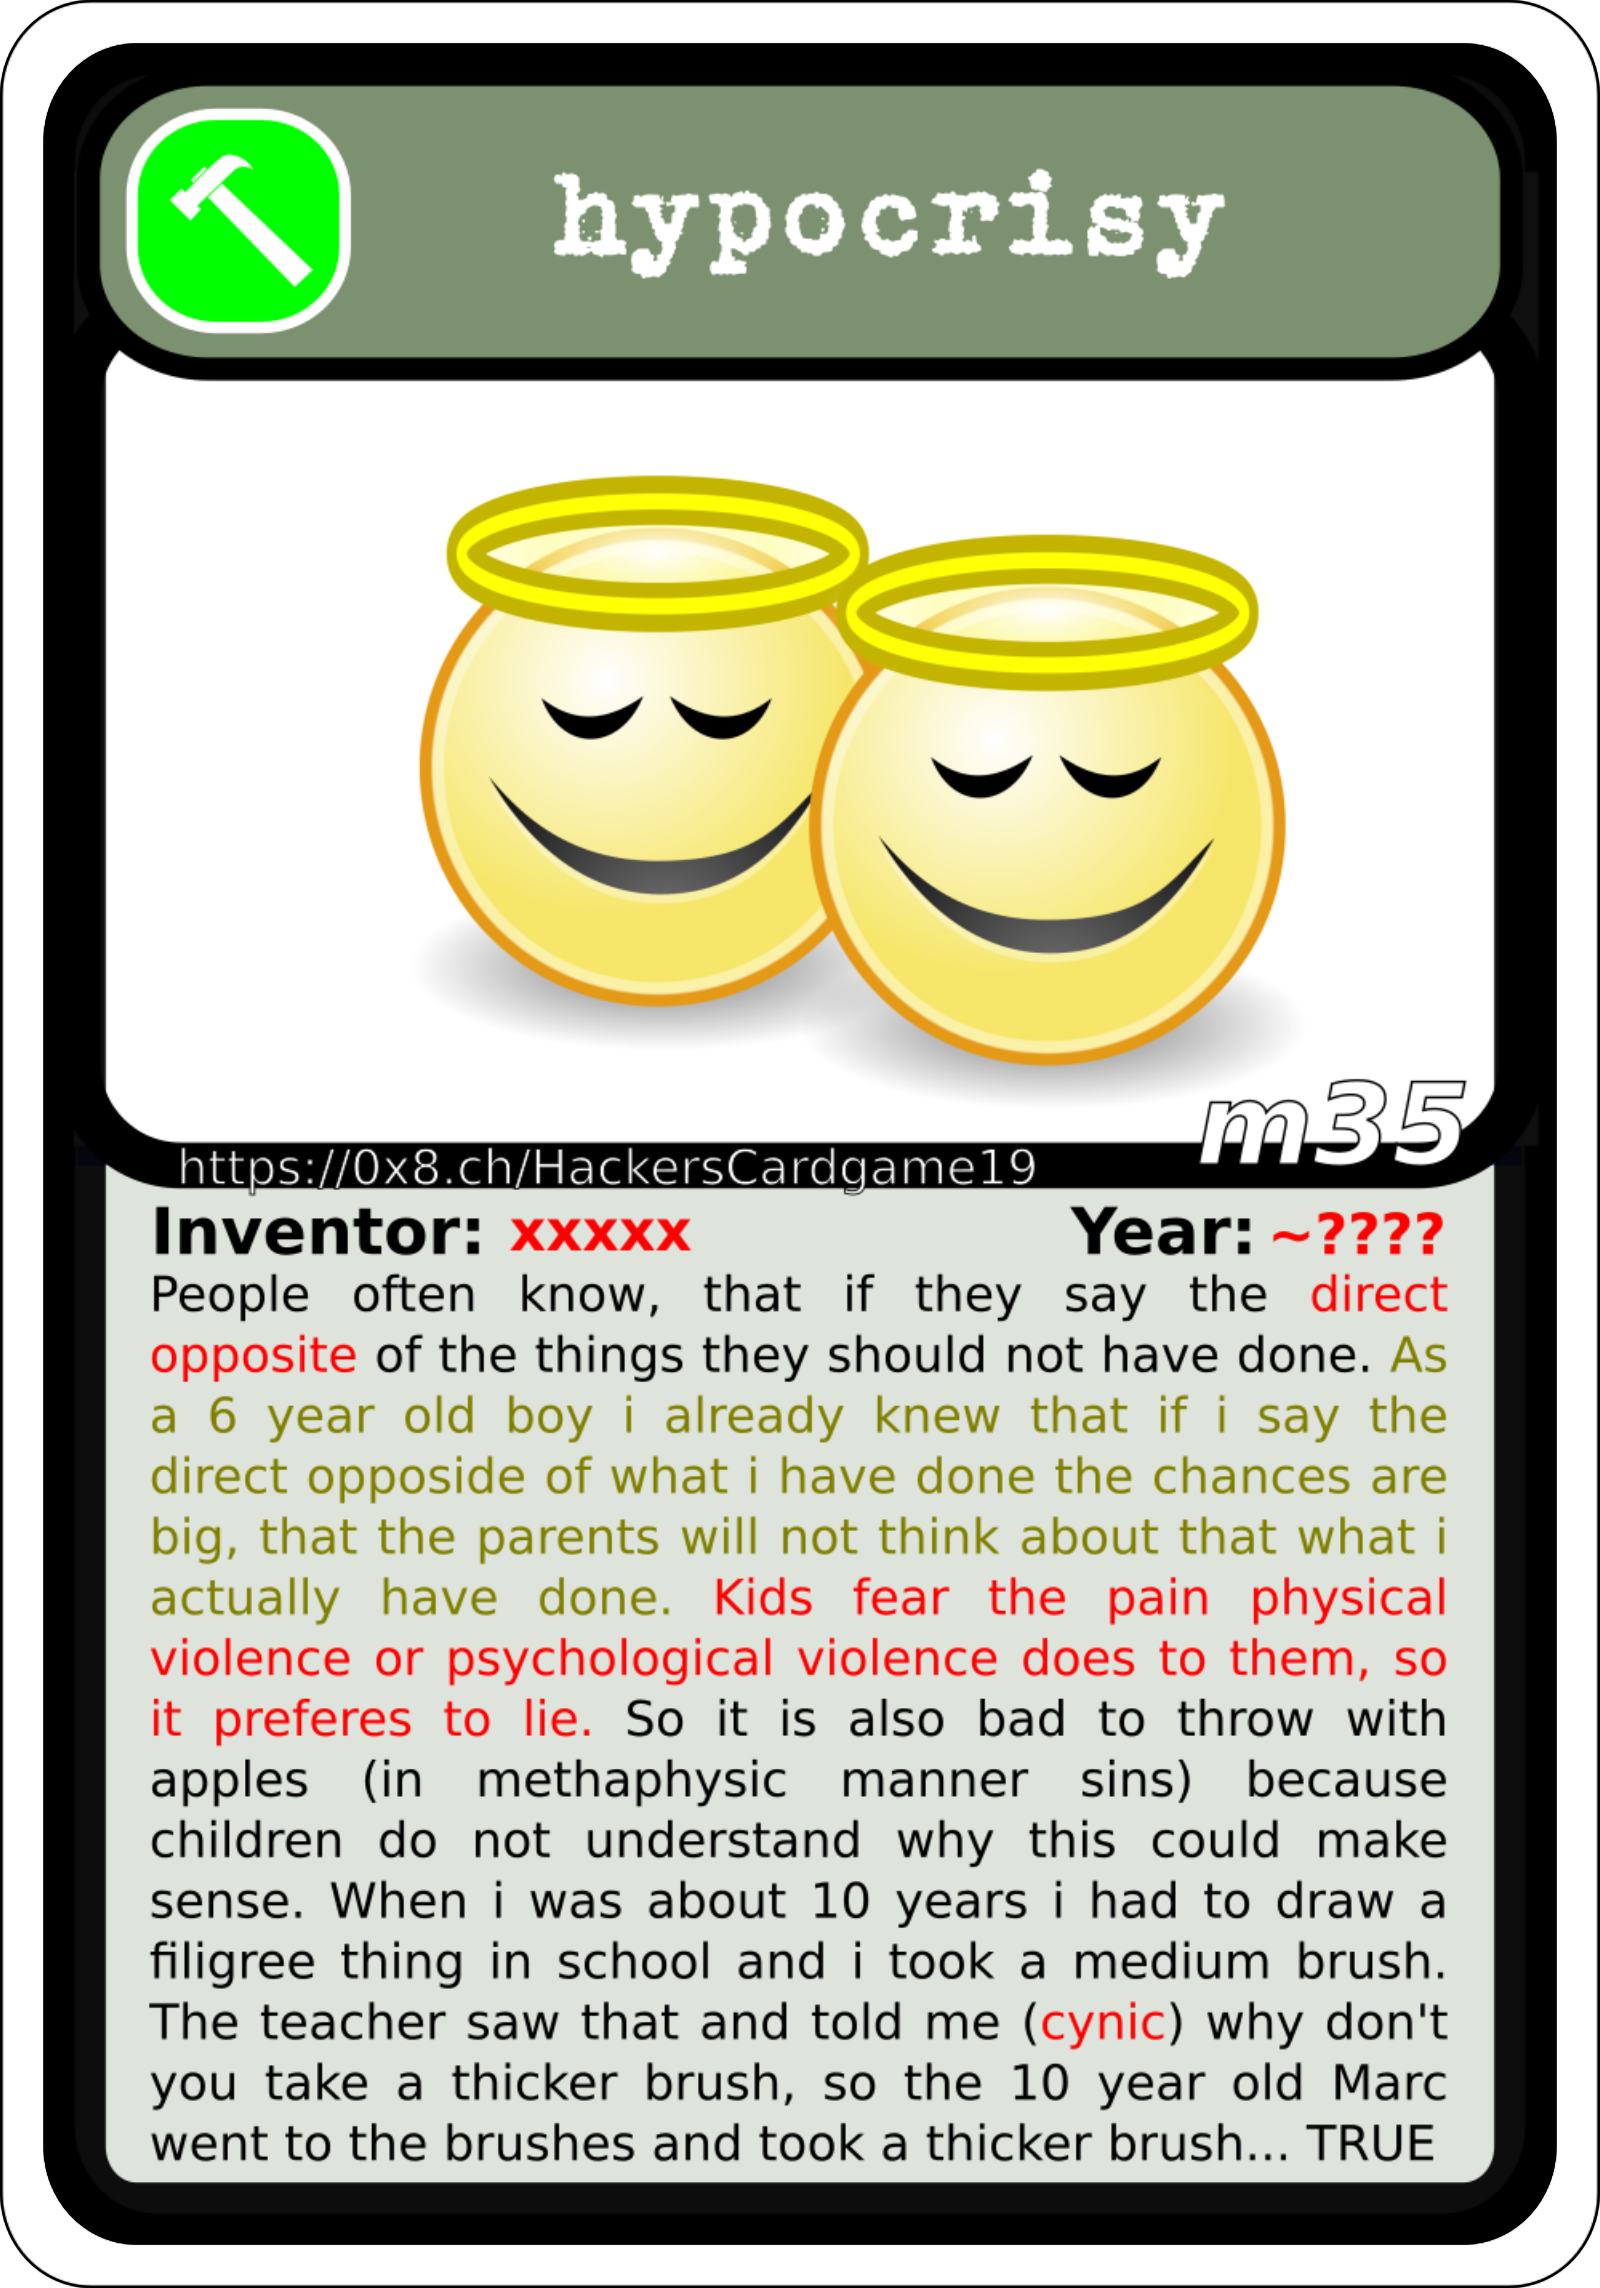 hypocrisy
m35
https://0x8.ch/HackersCardgame19
Inventor: xxxxx Year: ~????
People often know, that if they say the direct
opposite of the things they should not have done. As
a 6 year old boy i already knew that if i say the
direct opposide of what i have done the chances are
big, that the parents will not think about that what i
actually have done. Kids fear the pain physical
violence or psychological violence does to them, so
it preferes to lie. So it is also bad to throw with
apples (in methaphysic manner sins) because
children do not understand why this could make
sense. When i was about 10 years i had to draw a
filigree thing in school and i took a medium brush.
The teacher saw that and told me (cynic) why don't
you take a thicker brush, so the 10 year old Marc
went to the brushes and took a thicker brush... TRUE